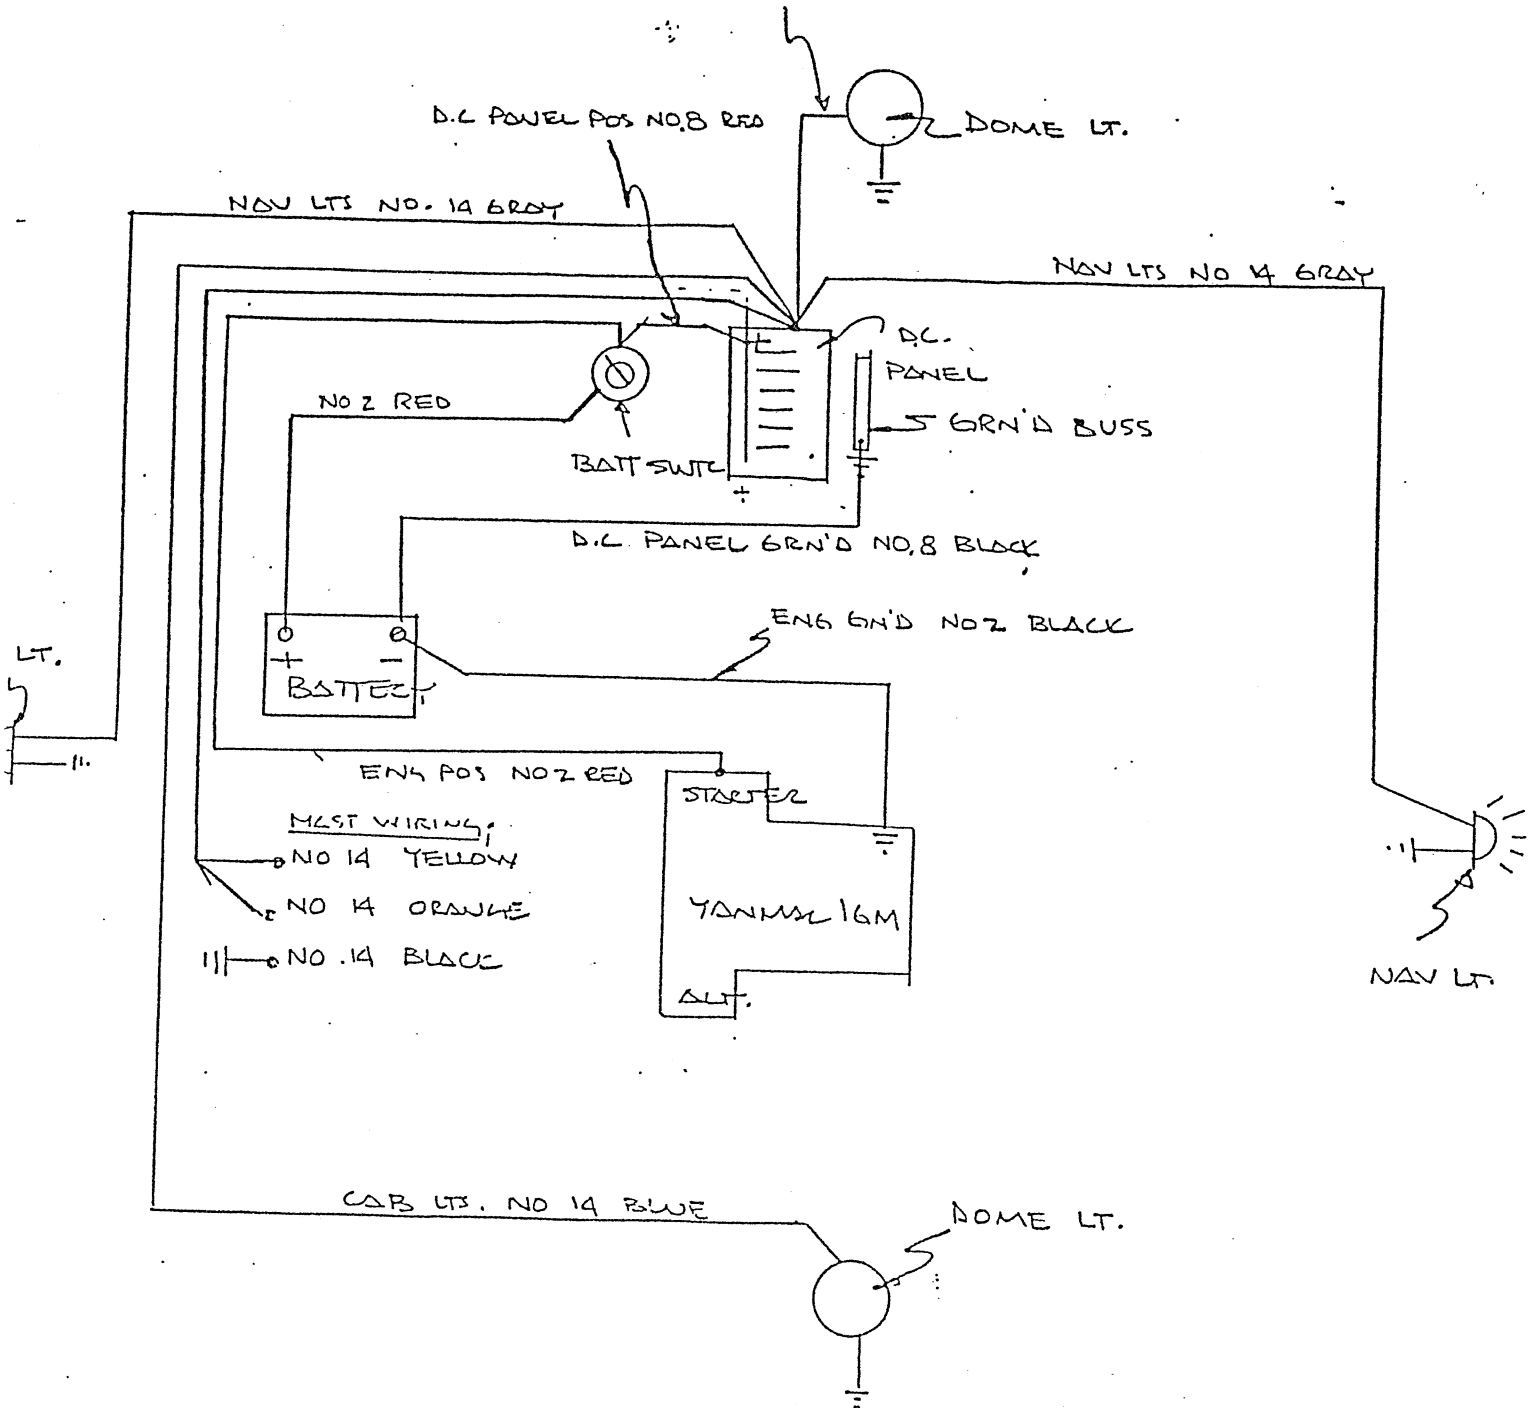 D.C PANEL POS NO.8 RED
DOME LT.
NAV LTS NO. 14 GRAY
NAV LTS NO 14 GRAY
D.C.
PANEL
NO 2 RED
GRN'D BUSS
BATT SWTC
+
D.C. PANEL GRN'D NO.8 BLACK
ENG GN'D NO 2 BLACK
LT.
+ -
BATTERY
ENG POS NO 2 RED
STARTER
MAST WIRING;
NO 14 YELLOW
NO 14 ORANGE
YANMAR 1GM
NO .14 BLACK
NAV LT.
ALT.
CAB LTS. NO 14 BLUE
DOME LT.